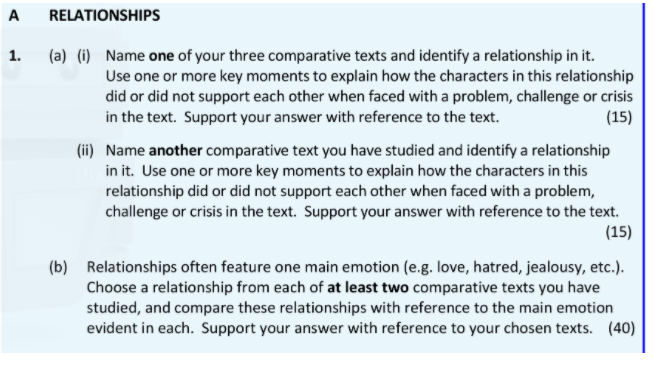 A RELATIONSHIPS
1. (a) (i) Name one of your three comparative texts and identify a relationship in it.
Use one or more key moments to explain how the characters in this relationship
did or did not support each other when faced with a problem, challenge or crisis
in the text. Support your answer with reference to the text. (15)
(ii) Name another comparative text you have studied and identify a relationship
in it. Use one or more key moments to explain how the characters in this
relationship did or did not support each other when faced with a problem,
challenge or crisis in the text. Support your answer with reference to the text.
(15)
(b) Relationships often feature one main emotion (e.g. love, hatred, jealousy, etc.).
Choose a relationship from each of at least two comparative texts you have
studied, and compare these relationships with reference to the main emotion
evident in each. Support your answer with reference to your chosen texts. (40)